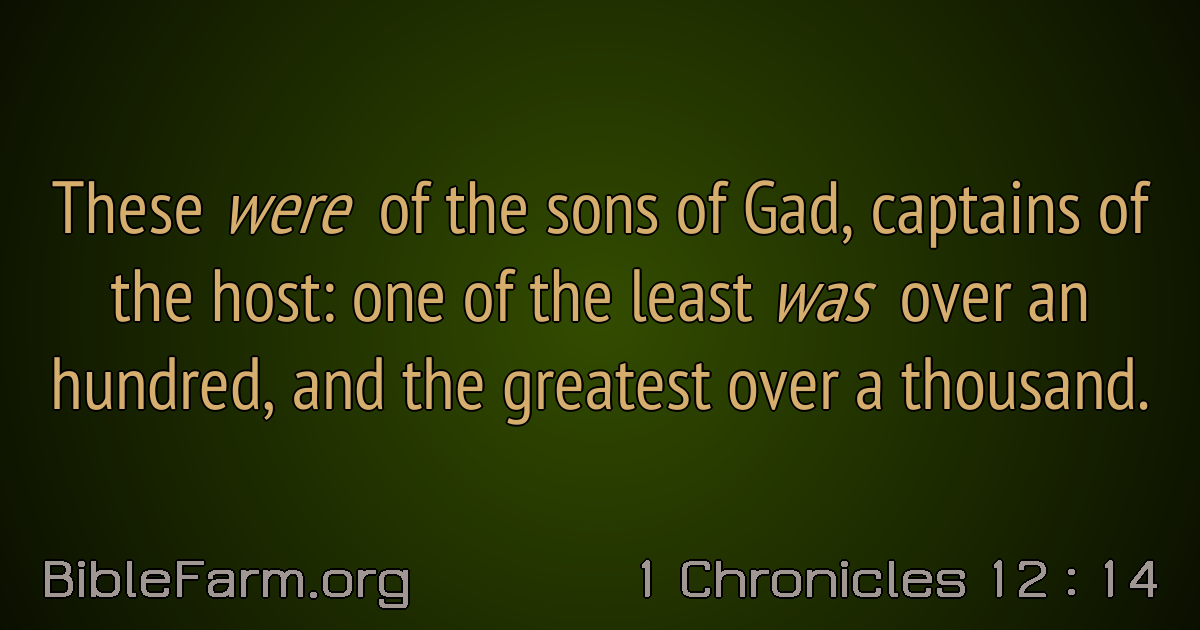 These were of the sons of Gad, captains of
the host: one of the least was over an
hundred, and the greatest over a thousand.
BibleFarm.org
1 Chronicles 12 : 14